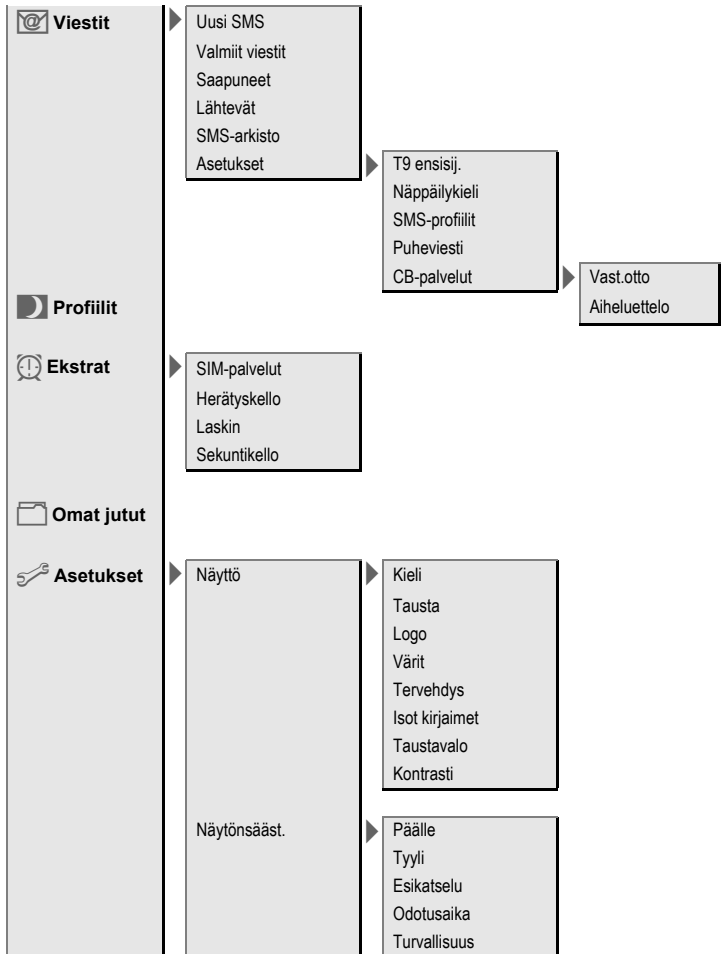 Viestit
Uusi SMS
Valmiit viestit
Saapuneet
Lähtevät
SMS-arkisto
Asetukset
T9 ensisij.
Näppäilykieli
SMS-profiilit
Puheviesti
CB-palvelut
Vast.otto
Aiheluettelo
Profiilit
Ekstrat
SIM-palvelut
Herätyskello
Laskin
Sekuntikello
Omat jutut
Asetukset
Näyttö
Kieli
Tausta
Logo
Värit
Tervehdys
Isot kirjaimet
Taustavalo
Kontrasti
Näytönsääst.
Päälle
Tyyli
Esikatselu
Odotusaika
Turvallisuus